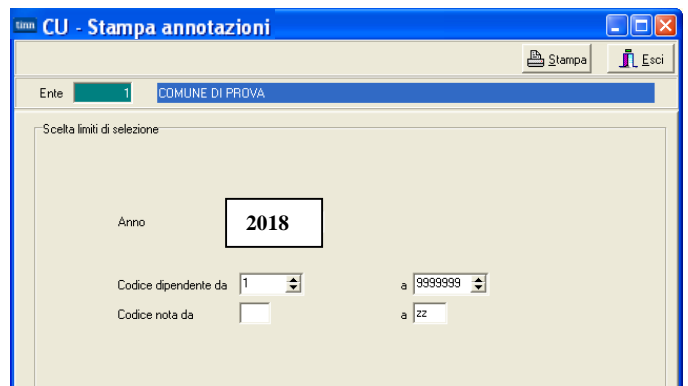 tinn CU - Stampa annotazioni
Stampa Esci
Ente 1 COMUNE DI PROVA
Scelta limiti di selezione
Anno 2018
Codice dipendente da 1 a 9999999
Codice nota da a zz